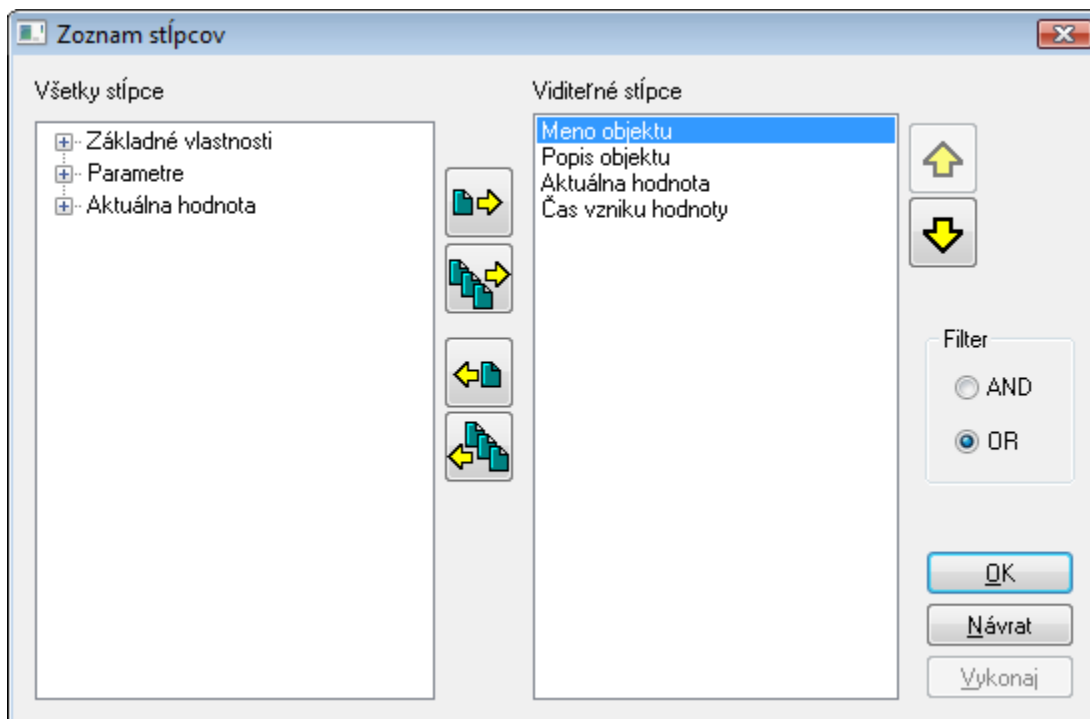 Zoznam stĺpcov
Všetky stĺpce
Základné vlastnosti
Parametre
Aktuálna hodnota
Viditeľné stĺpce
Meno objektu
Popis objektu
Aktuálna hodnota
Čas vzniku hodnoty
Filter
AND
OR
OK
Návrat
Vykonaj